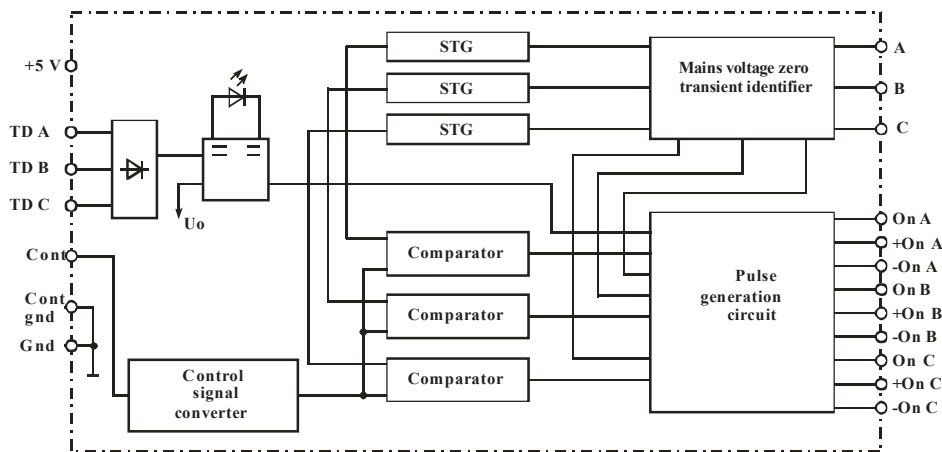 +5 V
TD A
TD B
TD C
Cont
Cont
gnd
Gnd
Uo
Control
signal
converter
STG
STG
STG
Comparator
Comparator
Comparator
Mains voltage zero
transient identifier
Pulse
generation
circuit
A
B
C
On A
+On A
-On A
On B
+On B
-On B
On C
+On C
-On C